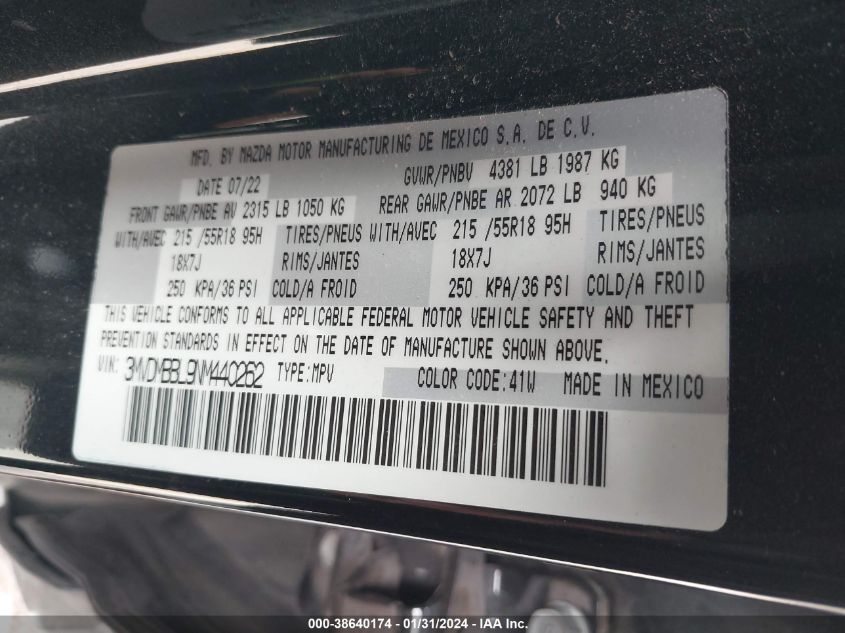 MFD. BY MAZDA MOTOR MANUFACTURING DE MEXICO S.A. DE C.V.
DATE 07/22 GVWR/PNBV 4381 LB 1987 KG
FRONT GAWR/PNBE AV 2315 LB 1050 KG REAR GAWR/PNBE AR 2072 LB 940 KG
WITH/AVEC 215 /55R18 95H TIRES/PNEUS WITH/AVEC 215 /55R18 95H TIRES/PNEUS
18X7J RIMS/JANTES 18X7J RIMS/JANTES
250 KPA/36 PSI COLD/A FROID 250 KPA/36 PSI COLD/A FROID
THIS VEHICLE CONFORMS TO ALL APPLICABLE FEDERAL MOTOR VEHICLE SAFETY AND THEFT
PREVENTION STANDARDS IN EFFECT ON THE DATE OF MANUFACTURE SHOWN ABOVE.
VIN: 3MVDMBBL9NM440262 TYPE:MPV COLOR CODE:41W MADE IN MEXICO
000-38640174 - 01/31/2024 - IAAI